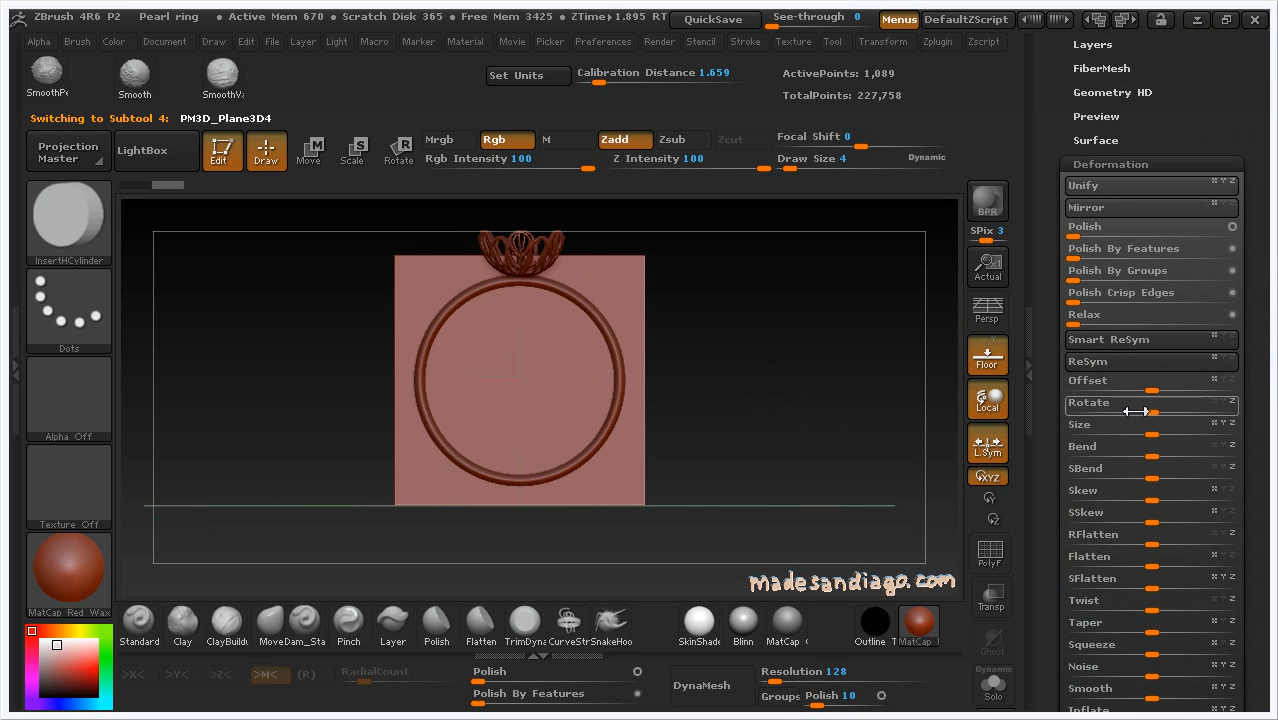 ZBrush 4R6 P2 Pearl ring • Active Mem 670 • Scratch Disk 365 • Free Mem 3425 • ZTime▸1.895 RT QuickSave See-through 0 Menus DefaultZScript
Alpha Brush Color Document Draw Edit File Layer Light Macro Marker Material Movie Picker Preferences Render Stencil Stroke Texture Tool Transform Zplugin Zscript
SmoothPe Smooth SmoothVa
Set Units Calibration Distance 1.659
ActivePoints: 1,089
TotalPoints: 227,758
Switching to Subtool 4: PM3D_Plane3D4
Projection Master
LightBox
Edit
Draw
Move
Scale
Rotate
Mrgb Rgb M Zadd Zsub Zcut
Rgb Intensity 100 Z Intensity 100
Focal Shift 0
Draw Size 4 Dynamic
InsertHCylinder
Dots
Alpha Off
Texture Off
MatCap Red Wax
BPR
SPix 3
Actual
Persp
Floor
Local
L.Sym
XYZ
PolyF
Transp
Ghost
Dynamic
Solo
madesandiago.com
Standard Clay ClayBuildu MoveDam_Sta Pinch Layer Polish Flatten TrimDyna CurveStrSnakeHoo SkinShade Blinn MatCap Outline T MatCap
>X< >Y< >Z< >M< (R) RadialCount
Polish
Polish By Features
DynaMesh
Resolution 128
Groups Polish 10
Layers
FiberMesh
Geometry HD
Preview
Surface
Deformation
Unify
Mirror
Polish
Polish By Features
Polish By Groups
Polish Crisp Edges
Relax
Smart ReSym
ReSym
Offset
Rotate
Size
Bend
SBend
Skew
SSkew
RFlatten
Flatten
SFlatten
Twist
Taper
Squeeze
Noise
Smooth
Inflate